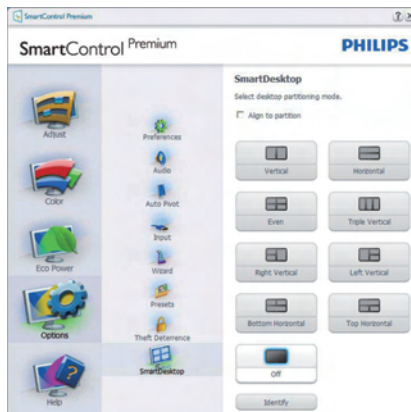 SmartControl Premium
SmartControl Premium
PHILIPS
Adjust
Color
Eco Power
Options
Help
Preferences
Audio
Auto Pivot
Input
Wizard
Presets
Theft Deterrence
SmartDesktop
SmartDesktop
Select desktop partitioning mode.
Align to partition
Vertical
Horizontal
Even
Triple Vertical
Right Vertical
Left Vertical
Bottom Horizontal
Top Horizontal
Off
Identify